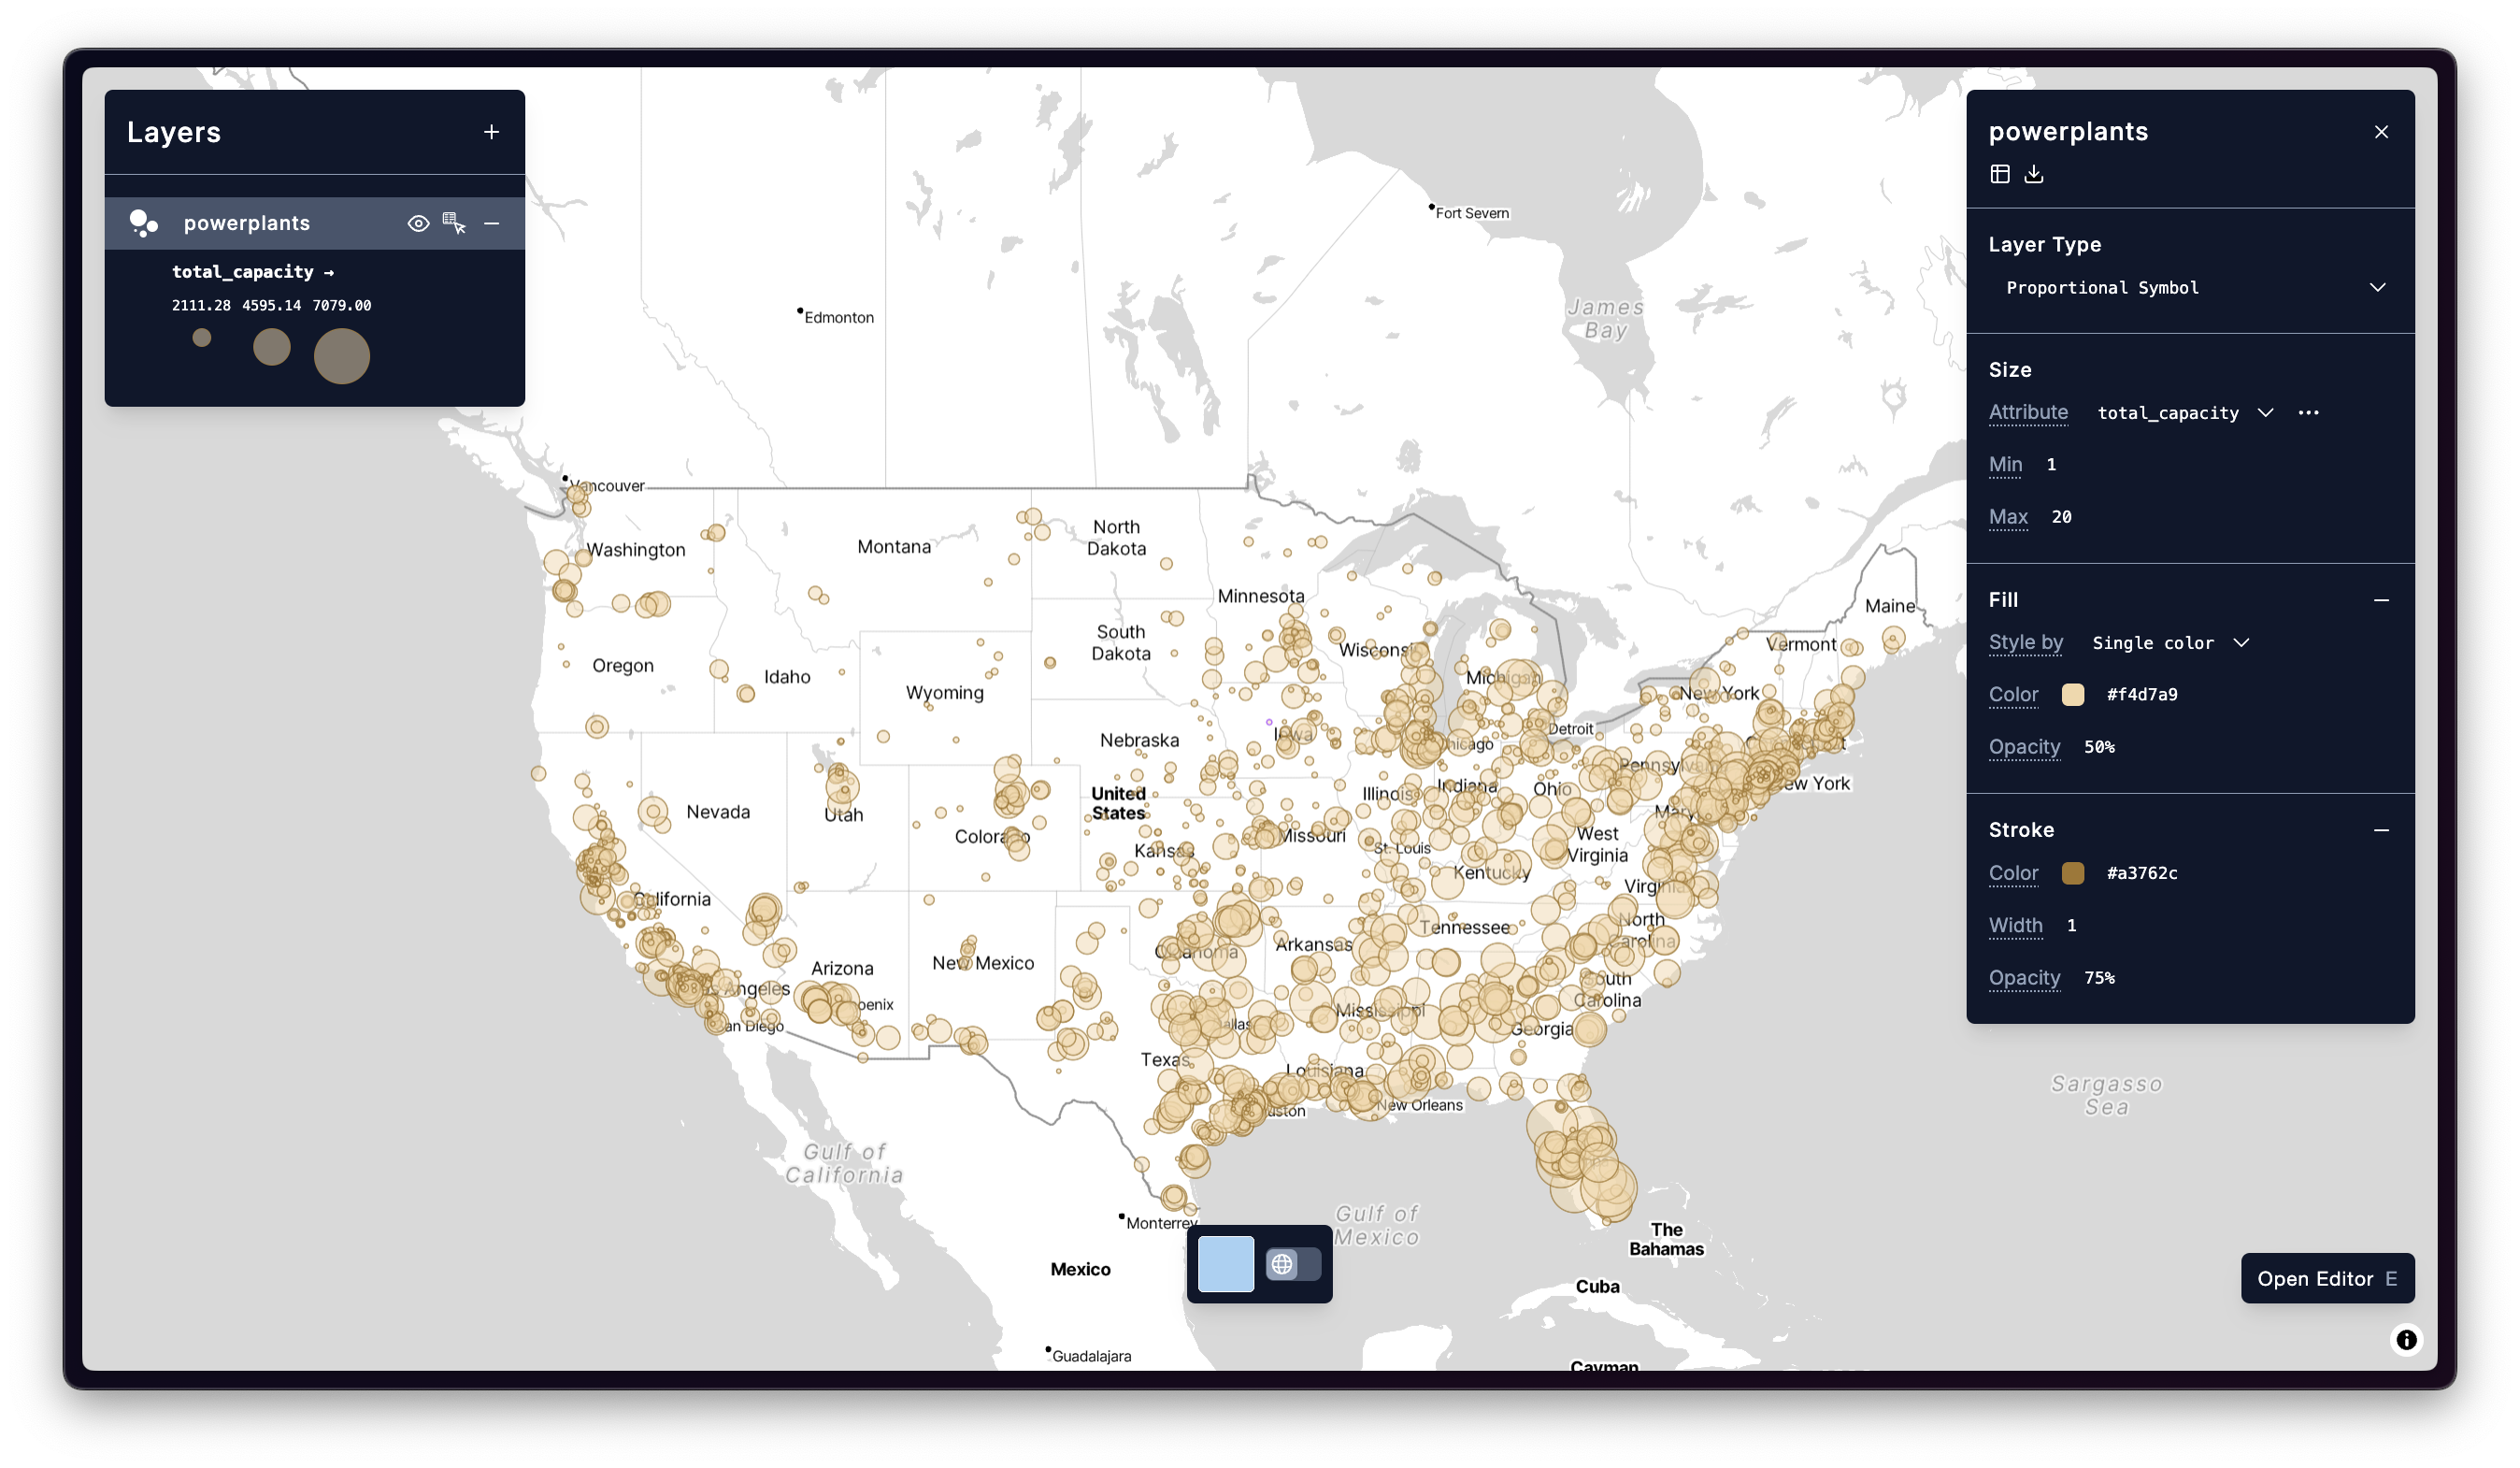 Layers
powerplants
total_capacity →
2111.28 4595.14 7079.00
powerplants
Layer Type
Proportional Symbol
Size
Attribute total_capacity
Min 1
Max 20
Fill
Style by Single color
Color #f4d7a9
Opacity 50%
Stroke
Color #a3762c
Width 1
Opacity 75%
Open Editor E
Fort Severn
James
Bay
Edmonton
Vancouver
Washington
Montana
North
Dakota
Minnesota
Maine
South
Dakota
Wisconsin
Vermont
Oregon
Idaho
Wyoming
Michigan
New York
Iowa
Detroit
Nebraska
Chicago
Pennsylvania
United
States
Illinois
Indiana
Ohio
New York
Nevada
Utah
Colorado
Kansas
Missouri
St. Louis
West
Virginia
Mary
Kentucky
Virginia
California
Tennessee
North
Carolina
Arkansas
Oklahoma
New Mexico
Arizona
Los Angeles
Phoenix
South
Carolina
Mississippi
San Diego
Dallas
Georgia
Texas
Louisiana
Houston
New Orleans
Sargasso
Sea
Gulf of
California
Gulf of
Mexico
Monterrey
The
Bahamas
Mexico
Cuba
Guadalajara
Cayman